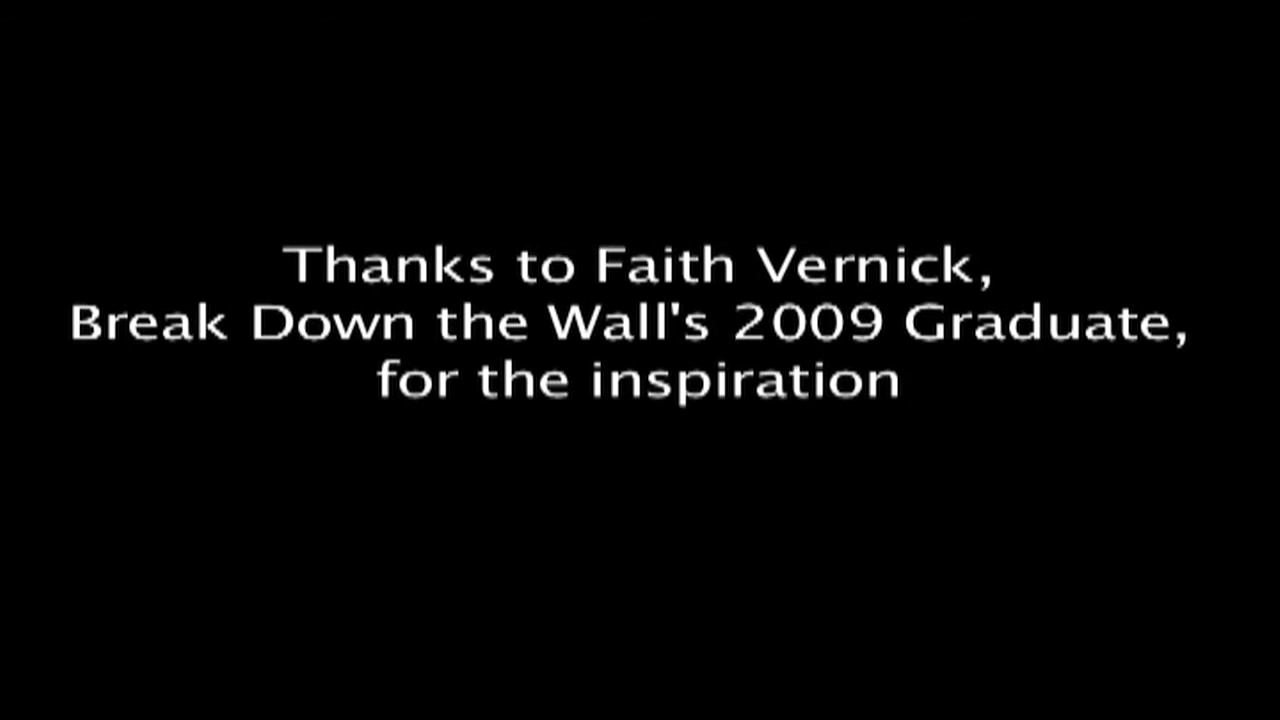 Thanks to Faith Vernick,
Break Down the Wall's 2009 Graduate,
for the inspiration